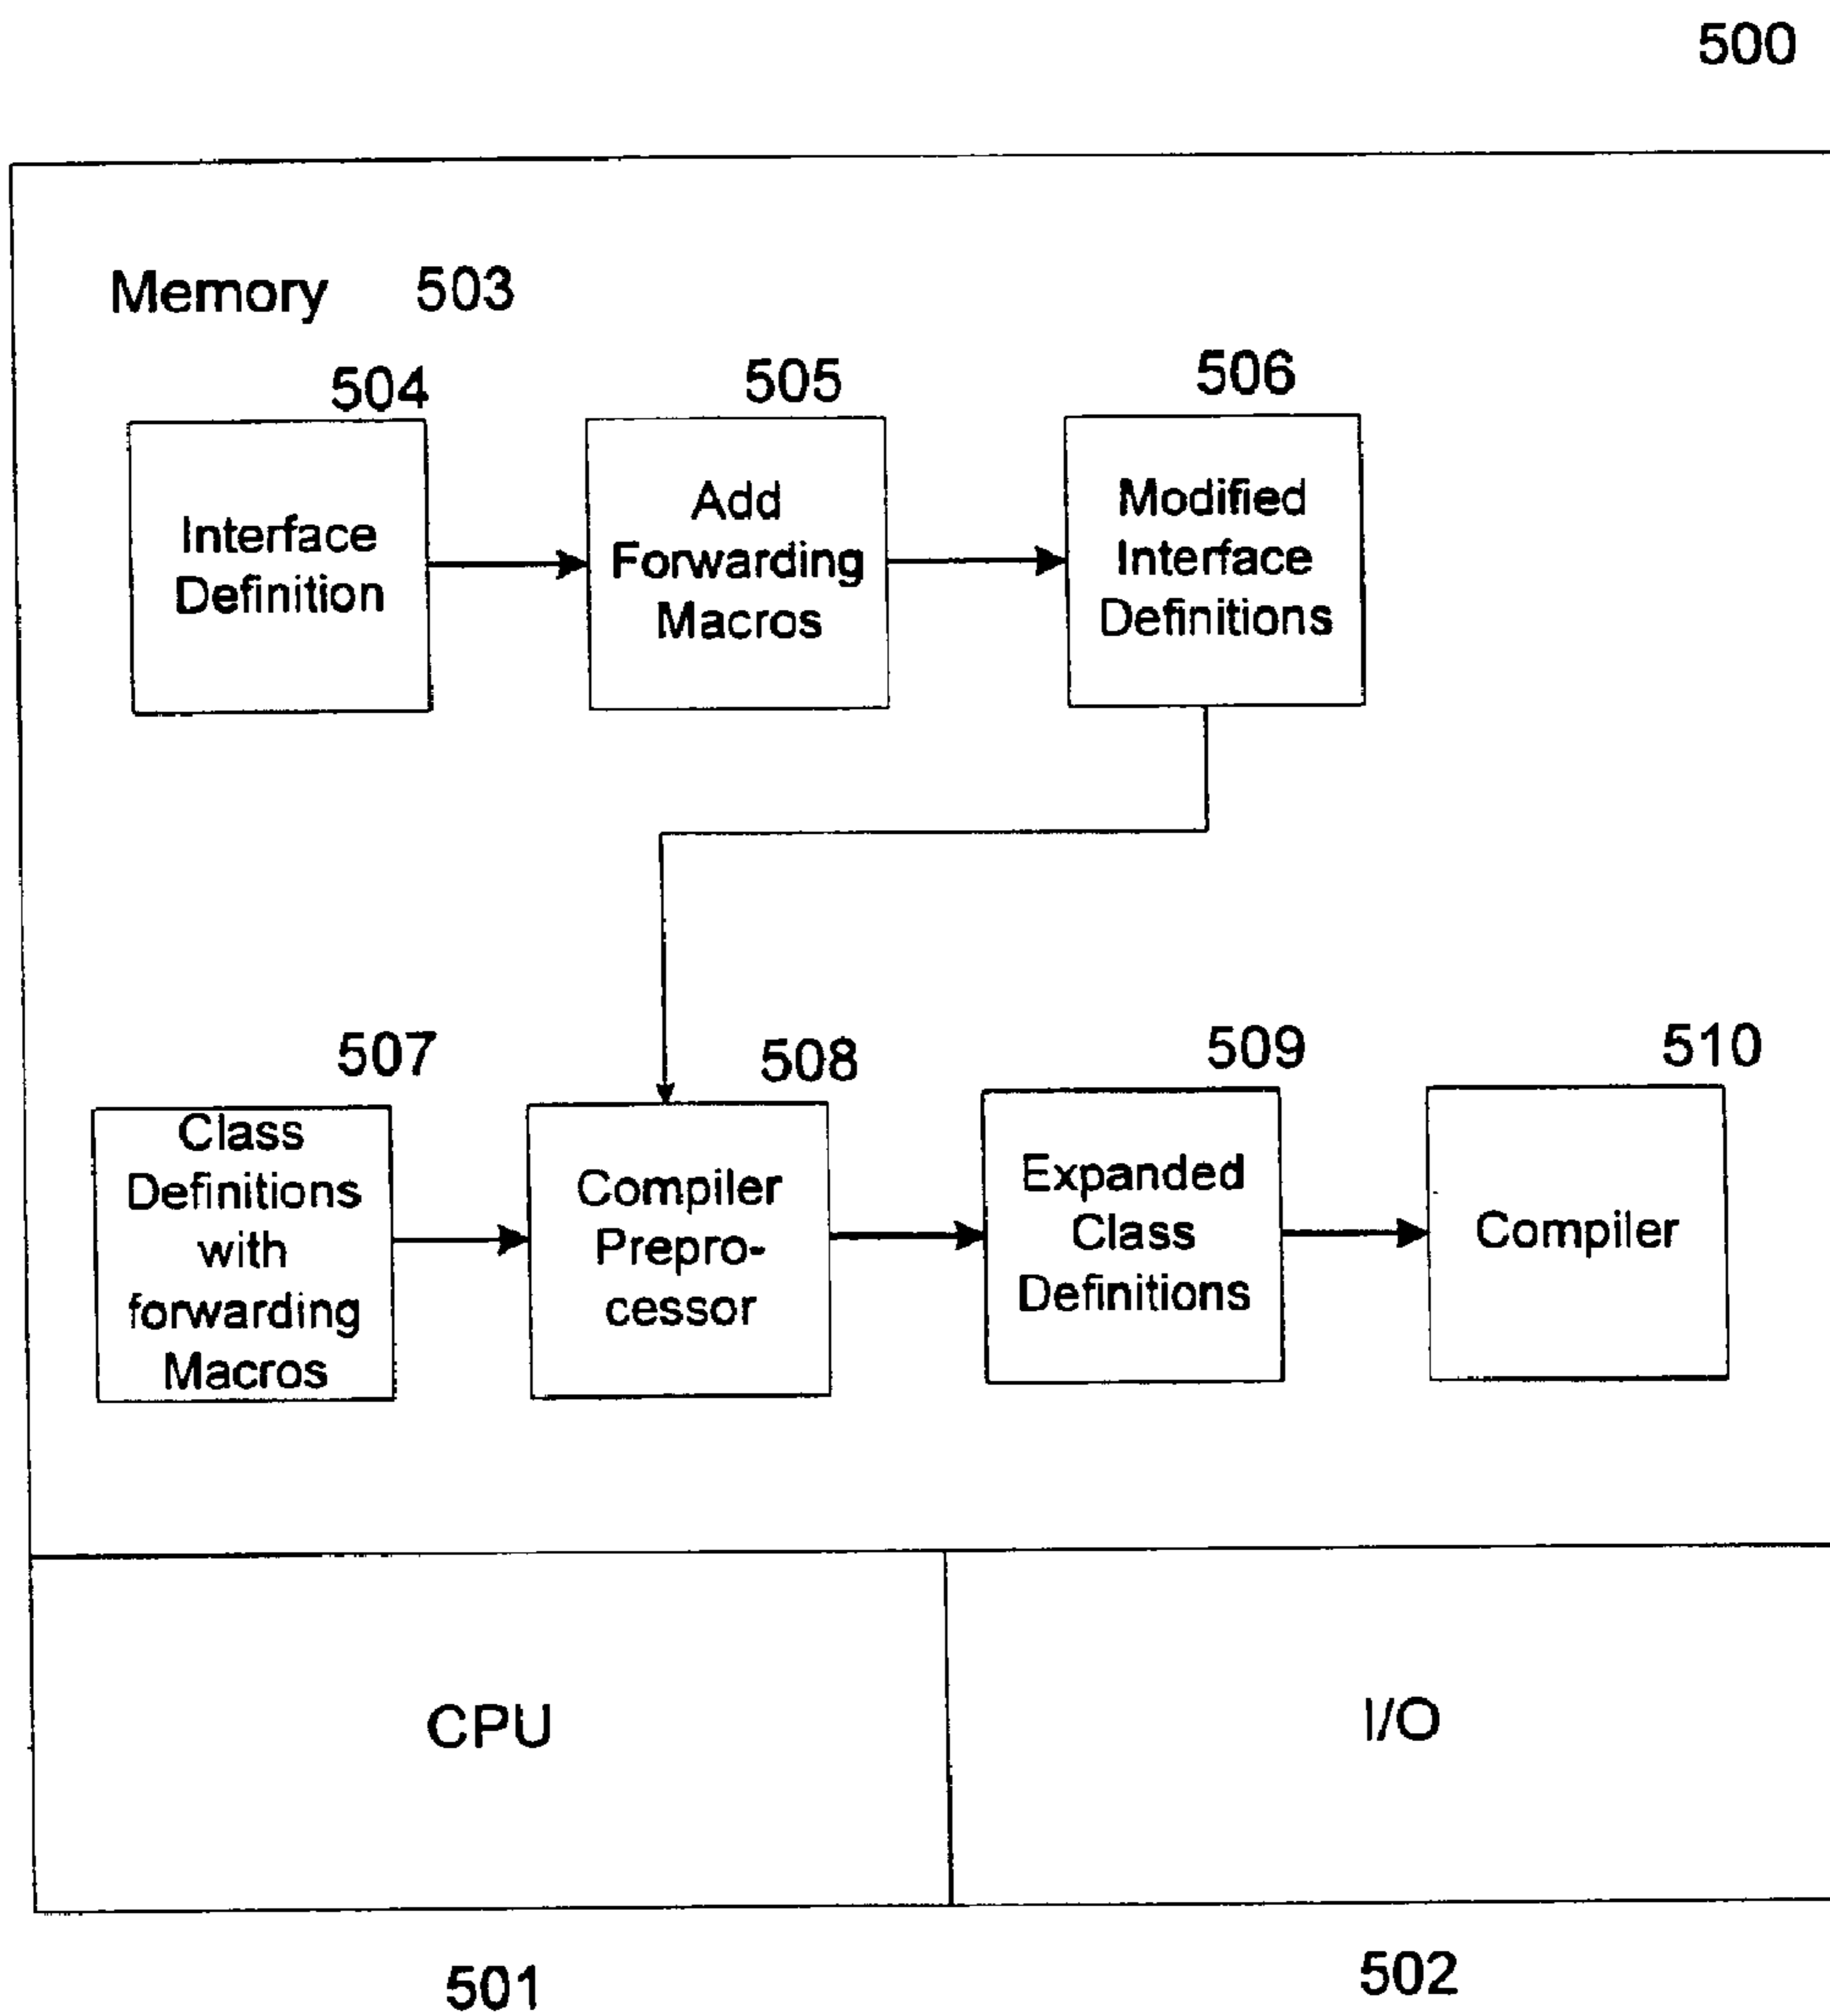 500
Memory 503
504
505
506
Interface
Definition
Add
Forwarding
Macros
Modified
Interface
Definitions
507
508
509
510
Class
Definitions
with
forwarding
Macros
Compiler
Prepro-
cessor
Expanded
Class
Definitions
Compiler
CPU
I/O
501
502